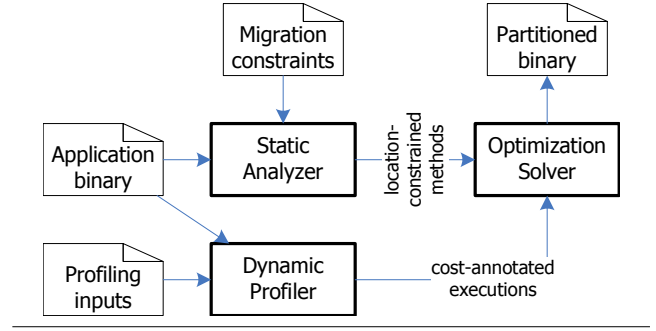 Migration
constraints
Partitioned
binary
Application
binary
Static
Analyzer
location-
constrained
methods
Optimization
Solver
Profiling
inputs
Dynamic
Profiler
cost-annotated
executions